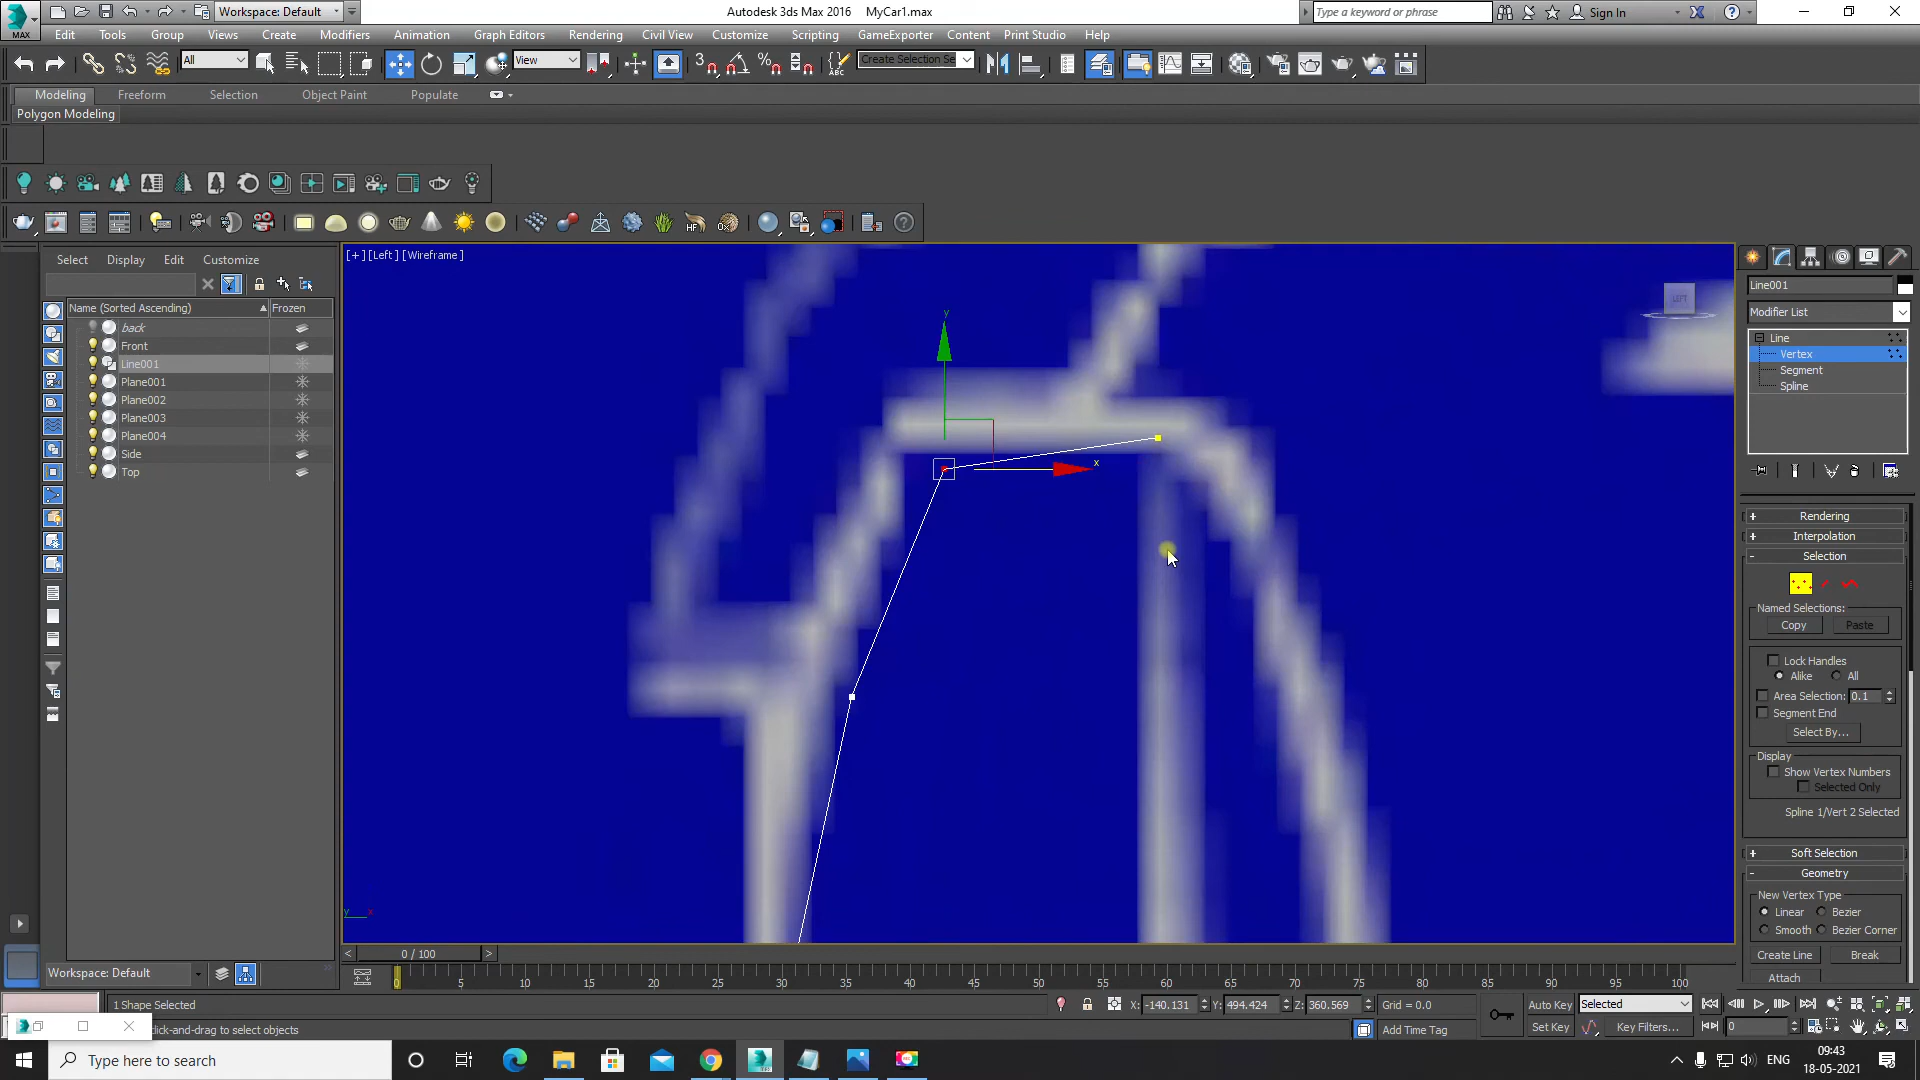 Workspace: Default
Autodesk 3ds Max 2016 MyCar1.max
Type a keyword or phrase
Sign In
MAX
Edit Tools Group Views Create Modifiers Animation Graph Editors Rendering Civil View Customize Scripting GameExporter Content Print Studio Help
All
View
Create Selection Se
Modeling Freeform Selection Object Paint Populate
Polygon Modeling
Select Display Edit Customize
[+] [Left] [Wireframe]
Name (Sorted Ascending) Frozen
back
Front
Line001
Plane001
Plane002
Plane003
Plane004
Side
Top
y
x
LEFT
Line001
Modifier List
Line
Vertex
Segment
Spline
+ Rendering
+ Interpolation
- Selection
Named Selections:
Copy Paste
Lock Handles
Alike All
Area Selection: 0.1
Segment End
Select By...
Display
Show Vertex Numbers
Selected Only
Spline 1/Vert 2 Selected
+ Soft Selection
- Geometry
New Vertex Type
Linear Bezier
Smooth Bezier Corner
Create Line Break
Attach
y x
< 0 / 100 >
Workspace: Default
0 5 10 15 20 25 30 35 40 45 50 55 60 65 70 75 80 85 90 95 100
1 Shape Selected
X: -140.131 Y: 494.424 Z: 360.569 Grid = 0.0
Auto Key Selected
click-and-drag to select objects
Add Time Tag
Set Key Key Filters...
0
Type here to search
ENG
09:43
18-05-2021